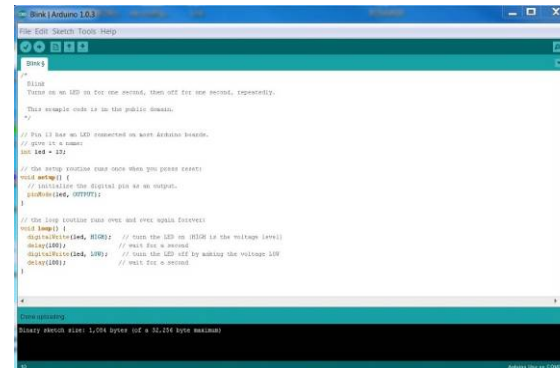 Blink | Arduino 1.0.3
File Edit Sketch Tools Help
Blink §
/*
Blink
Turns on an LED on for one second, then off for one second, repeatedly.
This example code is in the public domain.
*/
// Pin 13 has an LED connected on most Arduino boards.
// give it a name:
int led = 13;
// the setup routine runs once when you press reset:
void setup() {
// initialize the digital pin as an output.
pinMode(led, OUTPUT);
}
// the loop routine runs over and over again forever:
void loop() {
digitalWrite(led, HIGH); // turn the LED on (HIGH is the voltage level)
delay(100); // wait for a second
digitalWrite(led, LOW); // turn the LED off by making the voltage LOW
delay(100); // wait for a second
}
Done uploading.
Binary sketch size: 1,084 bytes (of a 32,256 byte maximum)
Arduino Uno on